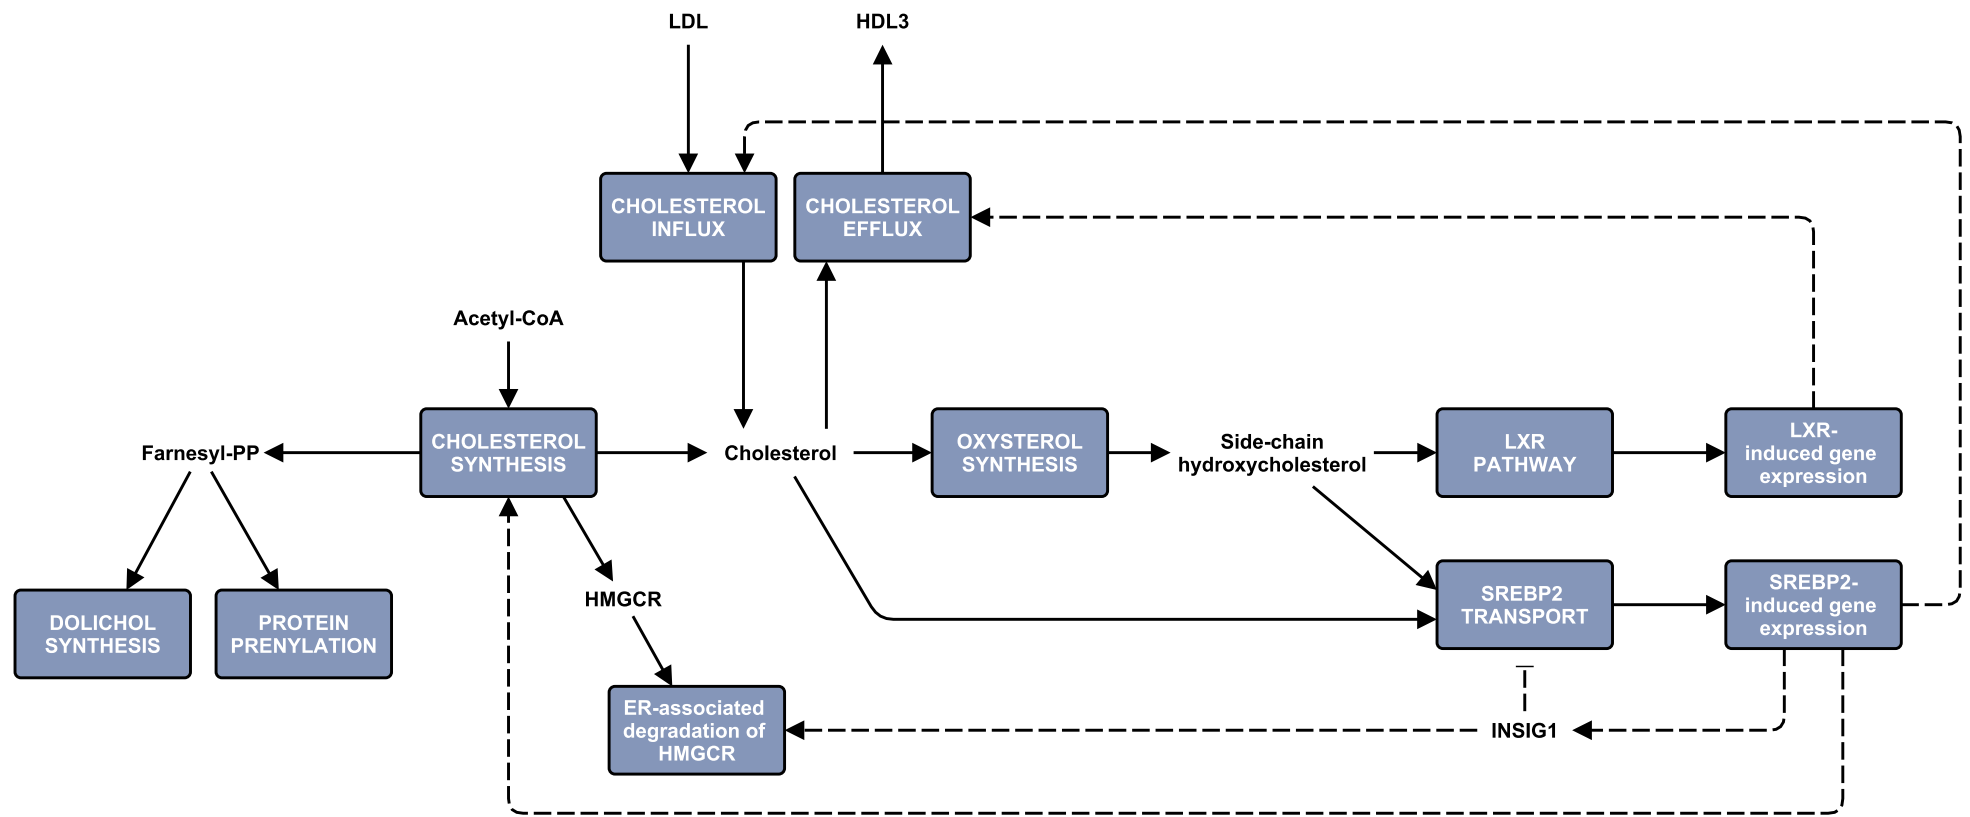 LDL
HDL3
CHOLESTEROL
INFLUX
CHOLESTEROL
EFFLUX
Acetyl-CoA
Farnesyl-PP
CHOLESTEROL
SYNTHESIS
Cholesterol
OXYSTEROL
SYNTHESIS
Side-chain
hydroxycholesterol
LXR
PATHWAY
LXR-
induced gene
expression
DOLICHOL
SYNTHESIS
PROTEIN
PRENYLATION
HMGCR
SREBP2
TRANSPORT
SREBP2-
induced gene
expression
ER-associated
degradation of
HMGCR
INSIG1